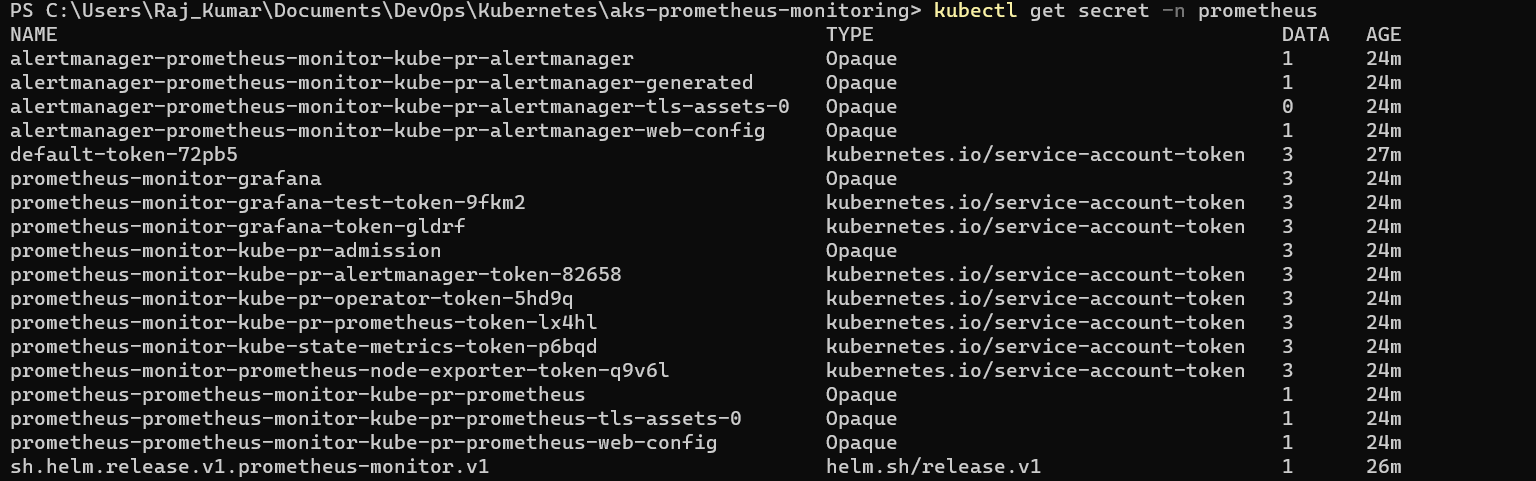 PS C:\Users\Raj_Kumar\Documents\DevOps\Kubernetes\aks-prometheus-monitoring> kubectl get secret -n prometheus
NAME TYPE DATA AGE
alertmanager-prometheus-monitor-kube-pr-alertmanager Opaque 1 24m
alertmanager-prometheus-monitor-kube-pr-alertmanager-generated Opaque 1 24m
alertmanager-prometheus-monitor-kube-pr-alertmanager-tls-assets-0 Opaque 0 24m
alertmanager-prometheus-monitor-kube-pr-alertmanager-web-config Opaque 1 24m
default-token-72pb5 kubernetes.io/service-account-token 3 27m
prometheus-monitor-grafana Opaque 3 24m
prometheus-monitor-grafana-test-token-9fkm2 kubernetes.io/service-account-token 3 24m
prometheus-monitor-grafana-token-gldrf kubernetes.io/service-account-token 3 24m
prometheus-monitor-kube-pr-admission Opaque 3 24m
prometheus-monitor-kube-pr-alertmanager-token-82658 kubernetes.io/service-account-token 3 24m
prometheus-monitor-kube-pr-operator-token-5hd9q kubernetes.io/service-account-token 3 24m
prometheus-monitor-kube-pr-prometheus-token-lx4hl kubernetes.io/service-account-token 3 24m
prometheus-monitor-kube-state-metrics-token-p6bqd kubernetes.io/service-account-token 3 24m
prometheus-monitor-prometheus-node-exporter-token-q9v6l kubernetes.io/service-account-token 3 24m
prometheus-prometheus-monitor-kube-pr-prometheus Opaque 1 24m
prometheus-prometheus-monitor-kube-pr-prometheus-tls-assets-0 Opaque 1 24m
prometheus-prometheus-monitor-kube-pr-prometheus-web-config Opaque 1 24m
sh.helm.release.v1.prometheus-monitor.v1 helm.sh/release.v1 1 26m